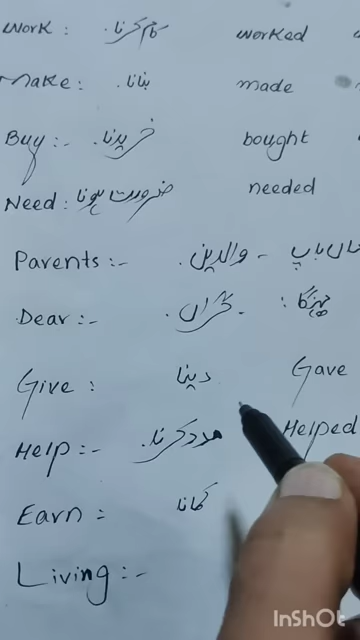 Work : کام کرنا worked
Make : بنانا made
Buy :- خریدنا bought
Need : ضرورت ہونا needed
Parents :- والدین - ماں باپ
Dear :- گراں - مہنگا :
Give : دینا Gave
Help :- مدد کرنا Helped
Earn : کمانا
Living :-
InShot